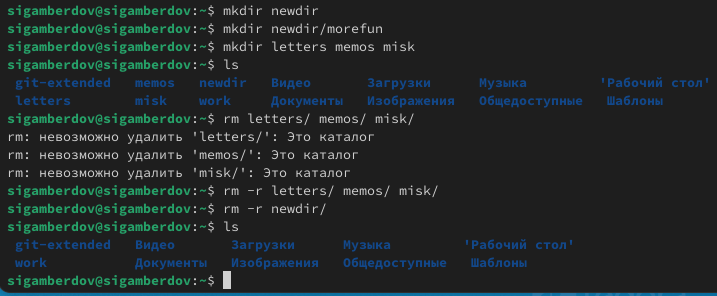 sigamberdov@sigamberdov:~$ mkdir newdir
sigamberdov@sigamberdov:~$ mkdir newdir/morefun
sigamberdov@sigamberdov:~$ mkdir letters memos misk
sigamberdov@sigamberdov:~$ ls
git-extended memos newdir Видео Загрузки Музыка 'Рабочий стол'
letters misk work Документы Изображения Общедоступные Шаблоны
sigamberdov@sigamberdov:~$ rm letters/ memos/ misk/
rm: невозможно удалить 'letters/': Это каталог
rm: невозможно удалить 'memos/': Это каталог
rm: невозможно удалить 'misk/': Это каталог
sigamberdov@sigamberdov:~$ rm -r letters/ memos/ misk/
sigamberdov@sigamberdov:~$ rm -r newdir/
sigamberdov@sigamberdov:~$ ls
git-extended Видео Загрузки Музыка 'Рабочий стол'
work Документы Изображения Общедоступные Шаблоны
sigamberdov@sigamberdov:~$